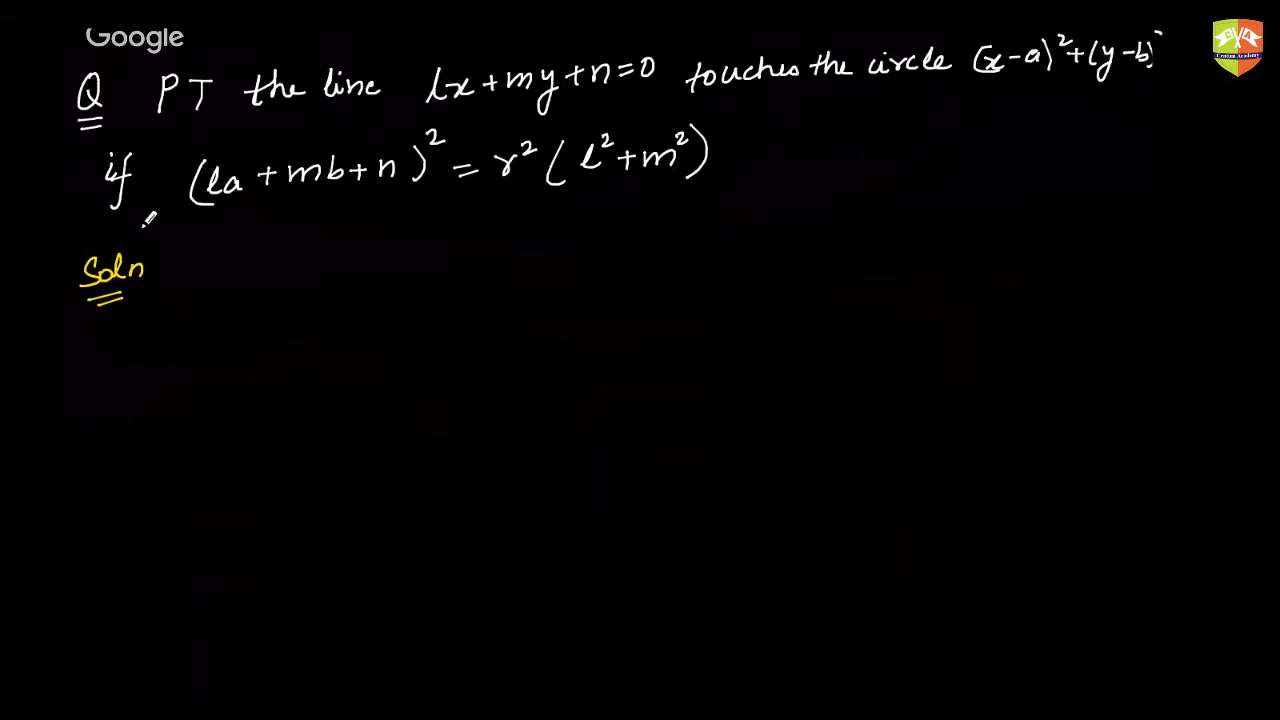 Google
Q PT the line lx+my+n=0 touches the circle (x-a)²+(y-b)
if (la+mb+n)²=r²(l²+m²)
Soln